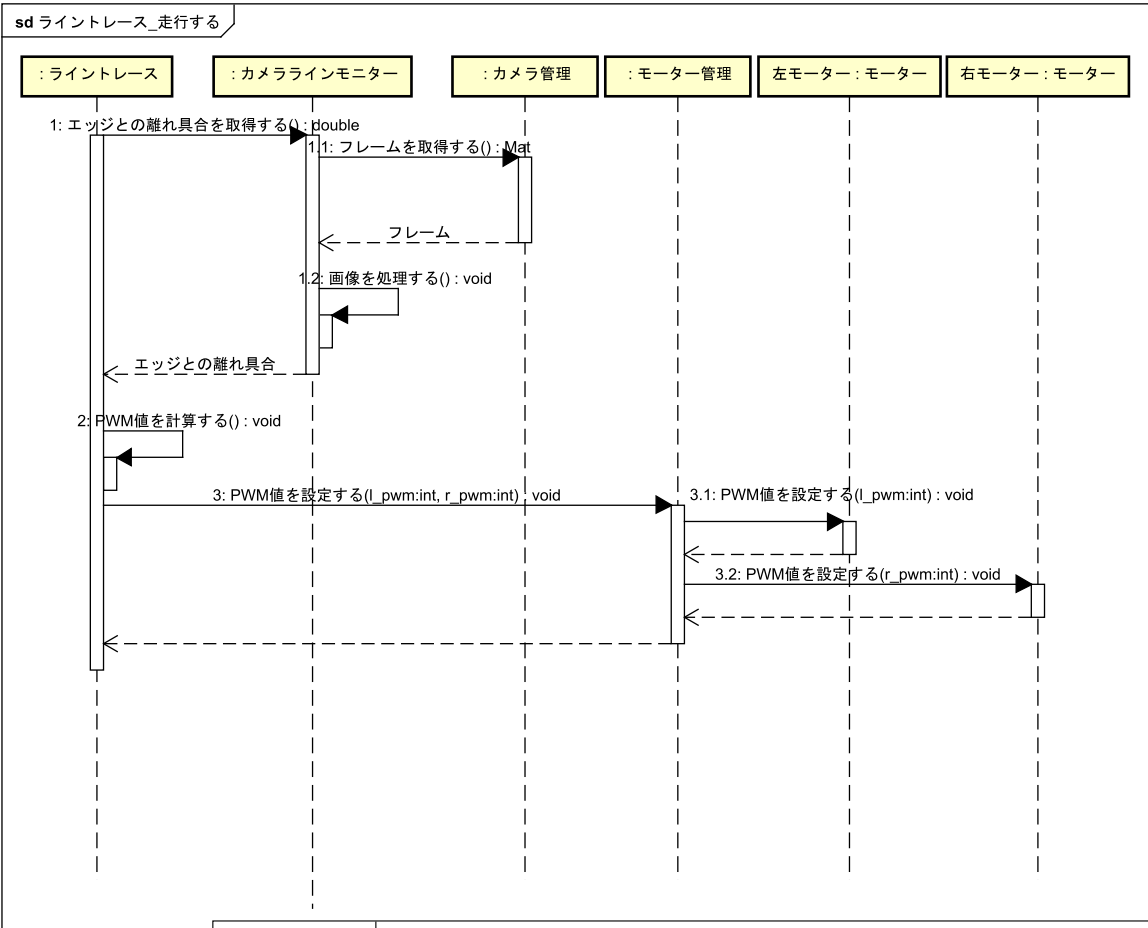 sd ライントレース_走行する
: ライントレース
: カメララインモニター
: カメラ管理
: モーター管理
左モーター : モーター
右モーター : モーター
1: エッジとの離れ具合を取得する() : double
1.1: フレームを取得する() : Mat
フレーム
1.2: 画像を処理する() : void
エッジとの離れ具合
2: PWM値を計算する() : void
3: PWM値を設定する(l_pwm:int, r_pwm:int) : void
3.1: PWM値を設定する(l_pwm:int) : void
3.2: PWM値を設定する(r_pwm:int) : void